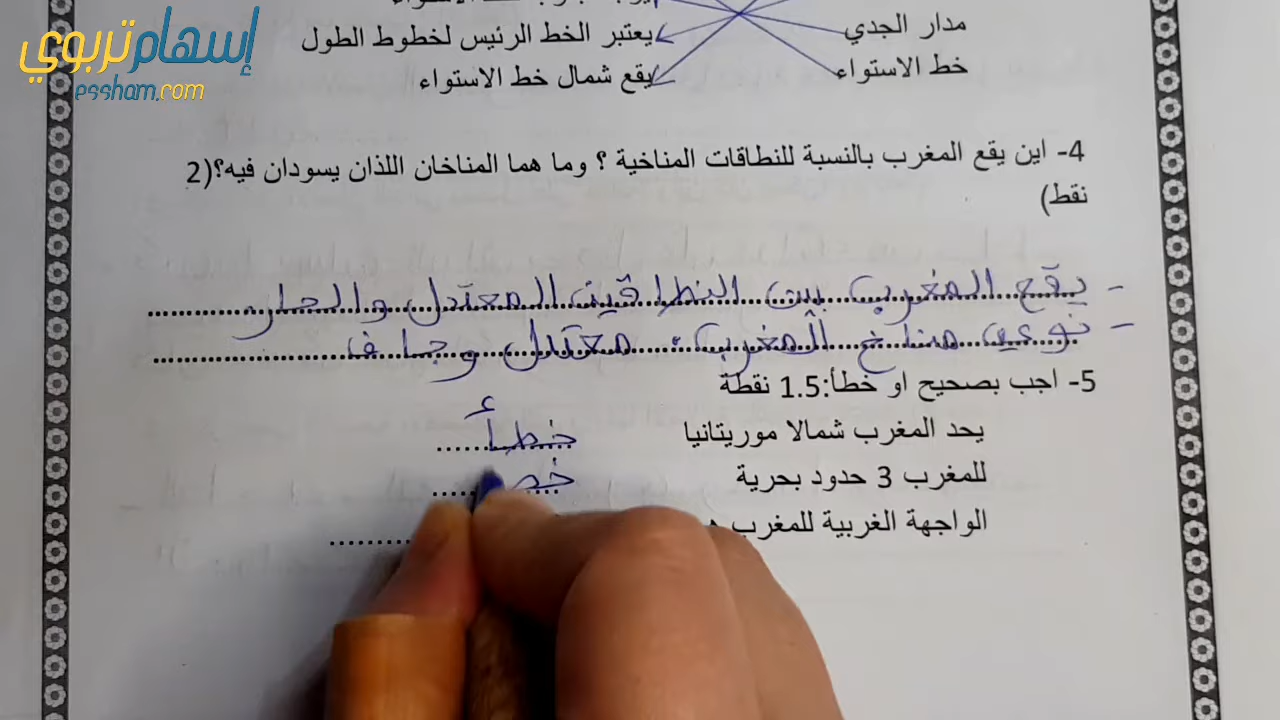 إسهام تربوي
essham.com
مدار الجدي
يعتبر الخط الرئيس لخطوط الطول
خط الاستواء
يقع شمال خط الاستواء
4- اين يقع المغرب بالنسبة للنطاقات المناخية ؟ وما هما المناخان اللذان يسودان فيه؟(2
نقط)
- يقع المغرب بين النطاقين المعتدل والحار
- نوعين مناخ المغرب: معتدل وجاف
5- اجب بصحيح او خطأ:1.5 نقطة
يحد المغرب شمالا موريتانيا خطأ
للمغرب 3 حدود بحرية
الواجهة الغربية للمغرب